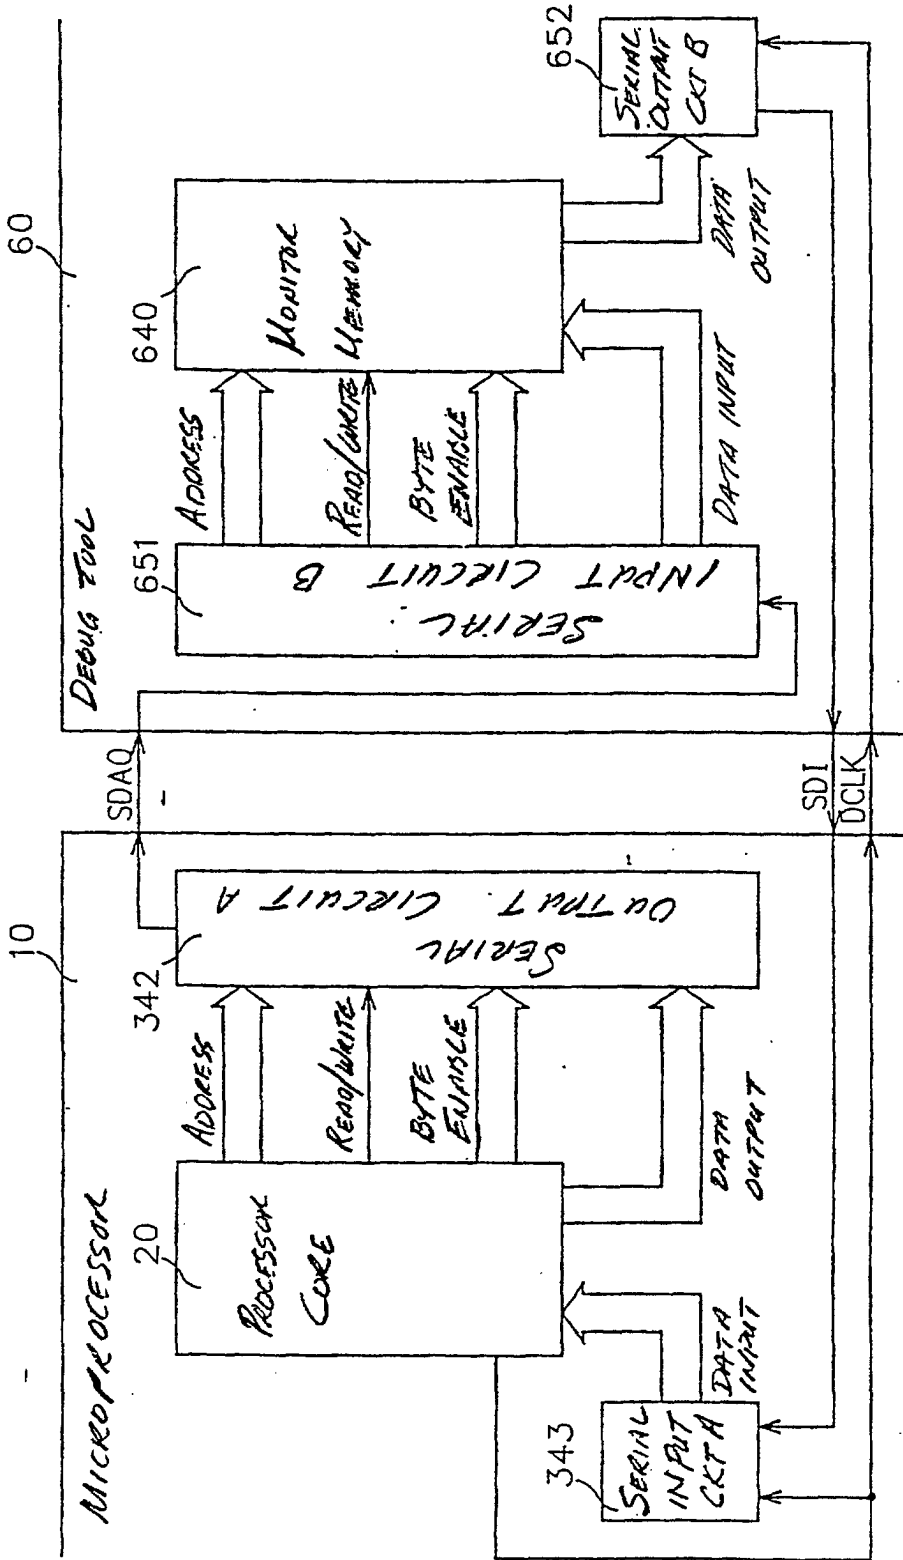 MICROPROCESSOR
10
20
PROCESSOR
CORE
ADDRESS
READ/WRITE
BYTE
ENABLE
DATA
OUTPUT
342
SERIAL
OUTPUT CIRCUIT A
343
SERIAL
INPUT
CKT A
DATA
INPUT
SDAO
SDI
DCLK
DEBUG TOOL
60
651
SERIAL
INPUT CIRCUIT B
ADDRESS
READ/WRITE
BYTE
ENABLE
DATA INPUT
640
MONITOR
MEMORY
DATA
OUTPUT
652
SERIAL
OUTPUT
CKT B